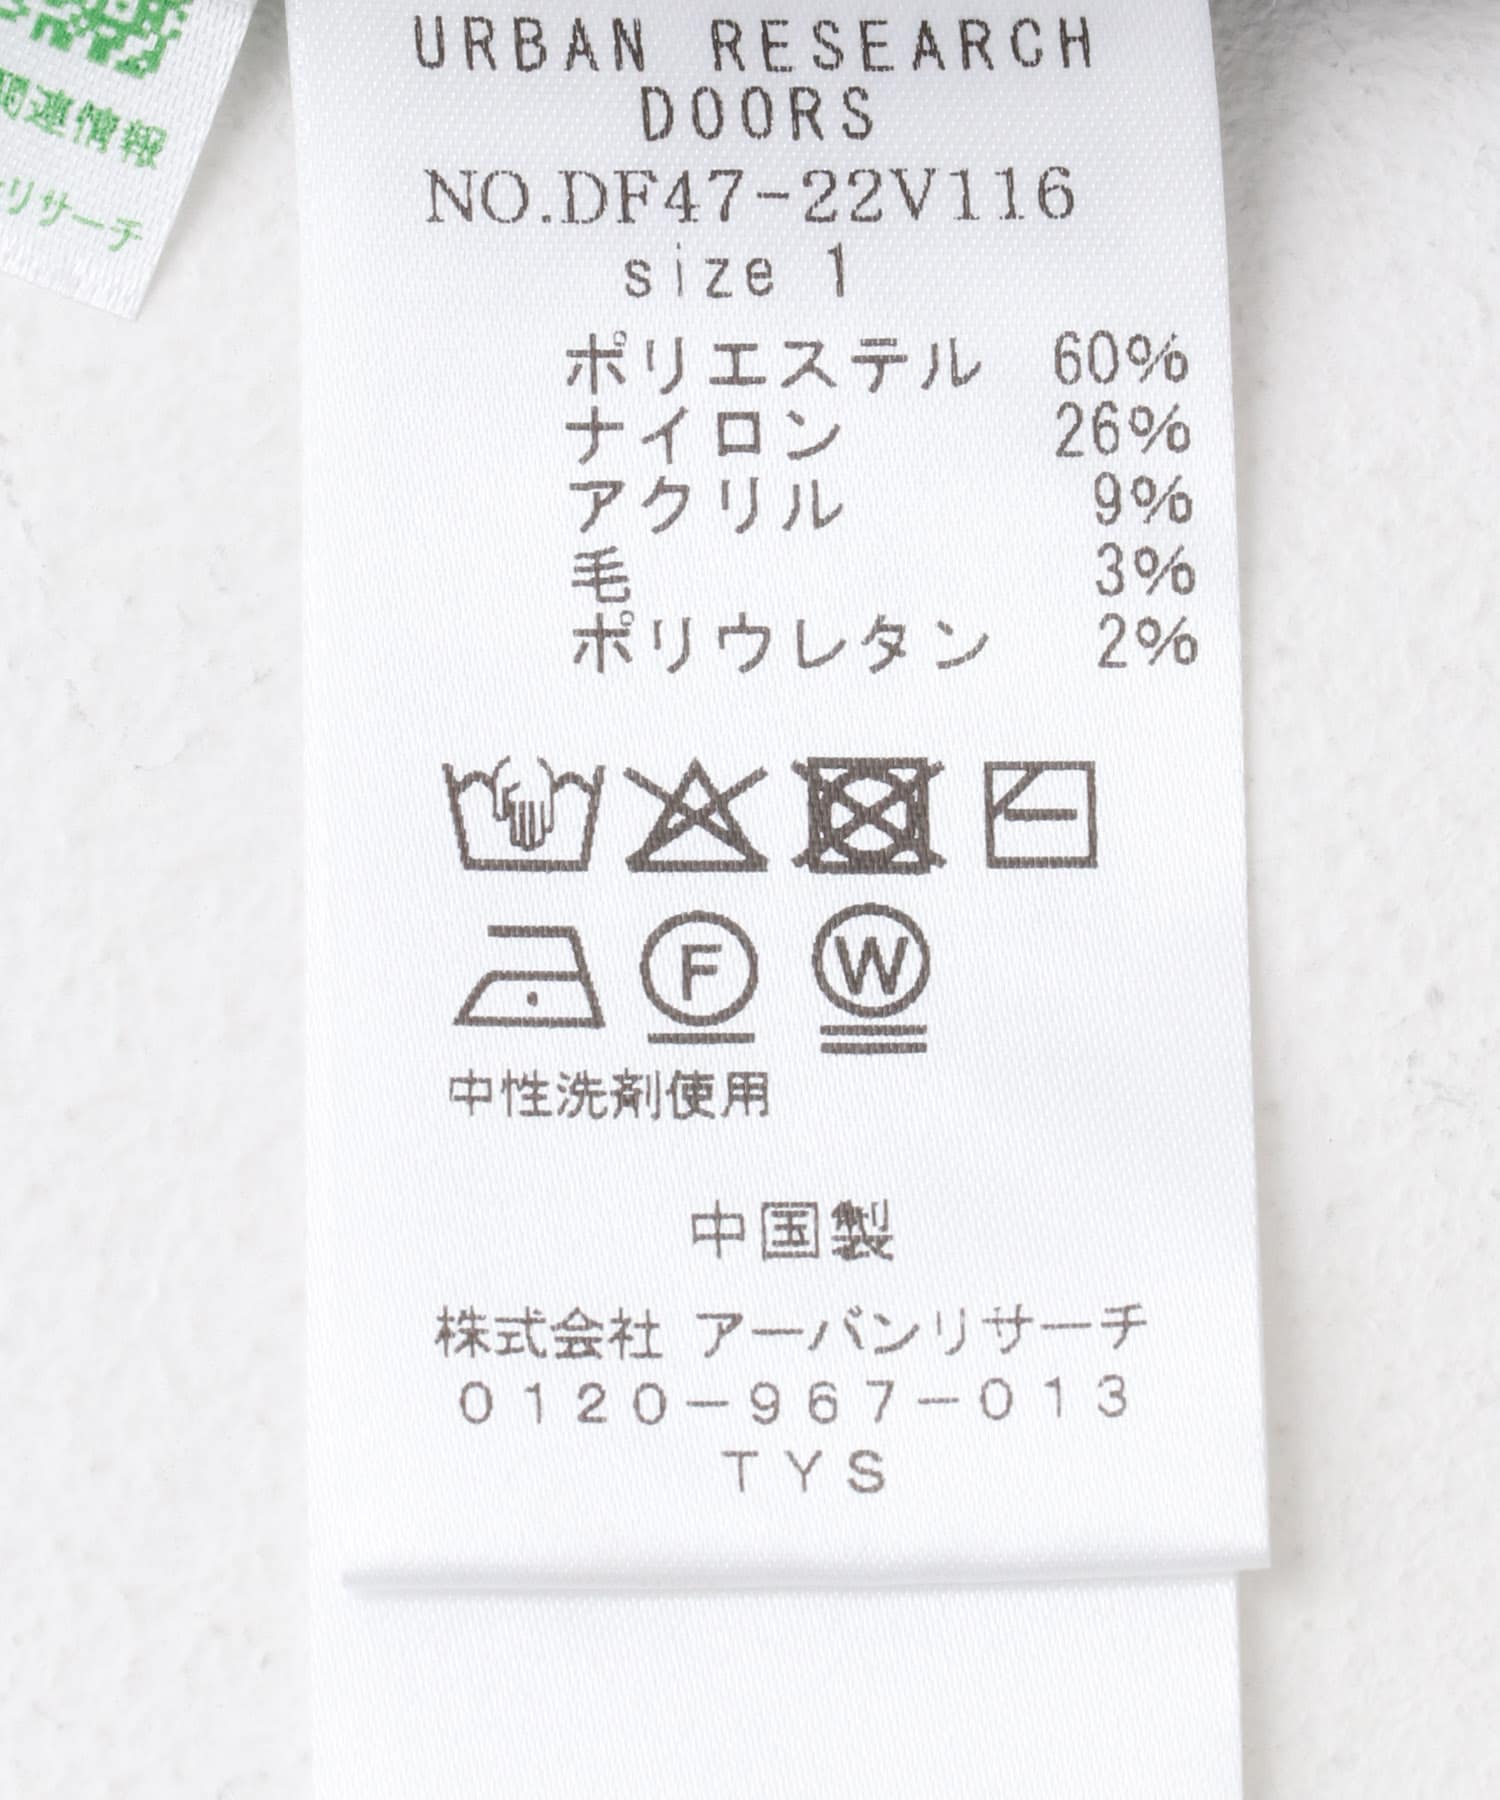 URBAN RESEARCH
DOORS
NO.DF47-22V116
size 1
ポリエステル 60%
ナイロン 26%
アクリル 9%
毛 3%
ポリウレタン 2%
F W
中性洗剤使用
中国製
株式会社 アーバンリサーチ
0120-967-013
TYS
関連情報
リサーチ